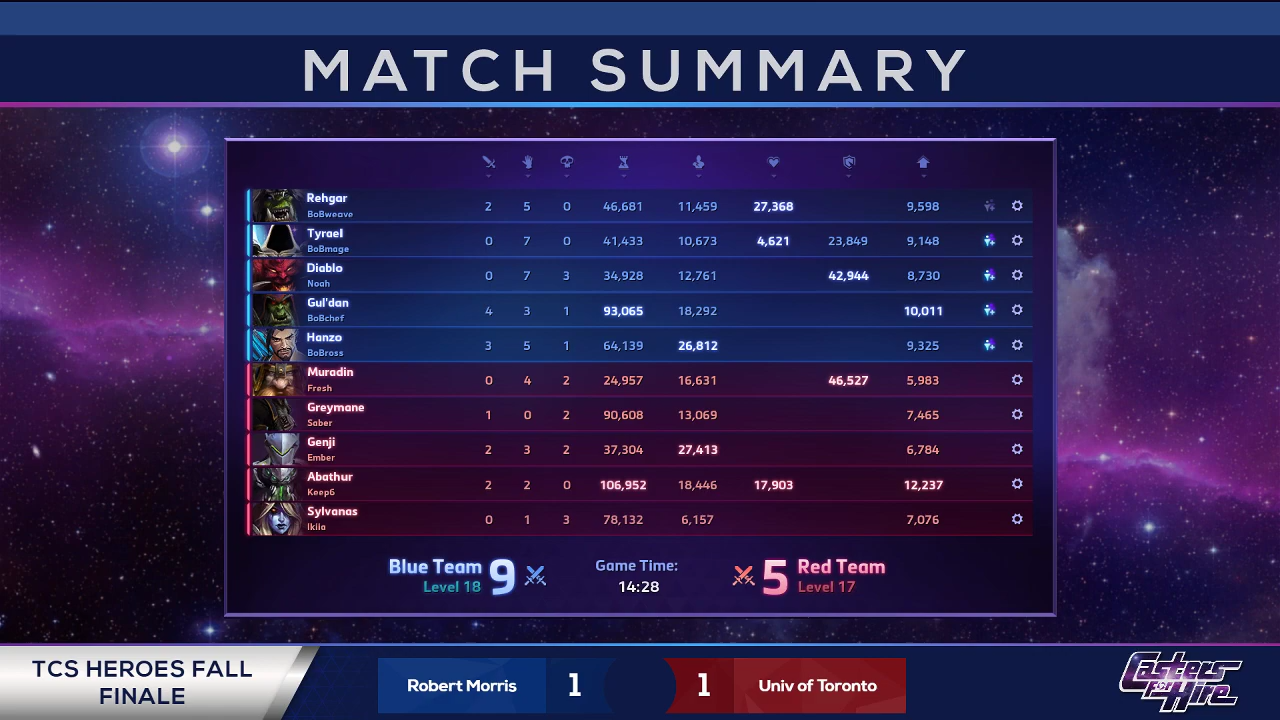 MATCH SUMMARY
Rehgar
BoBweave
2 5 0 46,681 11,459 27,368 9,598
Tyrael
BoBmage
0 7 0 41,433 10,673 4,621 23,849 9,148
Diablo
Noah
0 7 3 34,928 12,761 42,944 8,730
Gul'dan
BoBchef
4 3 1 93,065 18,292 10,011
Hanzo
BoBross
3 5 1 64,139 26,812 9,325
Muradin
Fresh
0 4 2 24,957 16,631 46,527 5,983
Greymane
Saber
1 0 2 90,608 13,069 7,465
Genji
Ember
2 3 2 37,304 27,413 6,784
Abathur
Keep6
2 2 0 106,952 18,446 17,903 12,237
Sylvanas
Ikiia
0 1 3 78,132 6,157 7,076
Blue Team 9
Level 18
Game Time:
14:28
5 Red Team
Level 17
TCS HEROES FALL
FINALE
Robert Morris 1 1 Univ of Toronto
Casters
for Hire